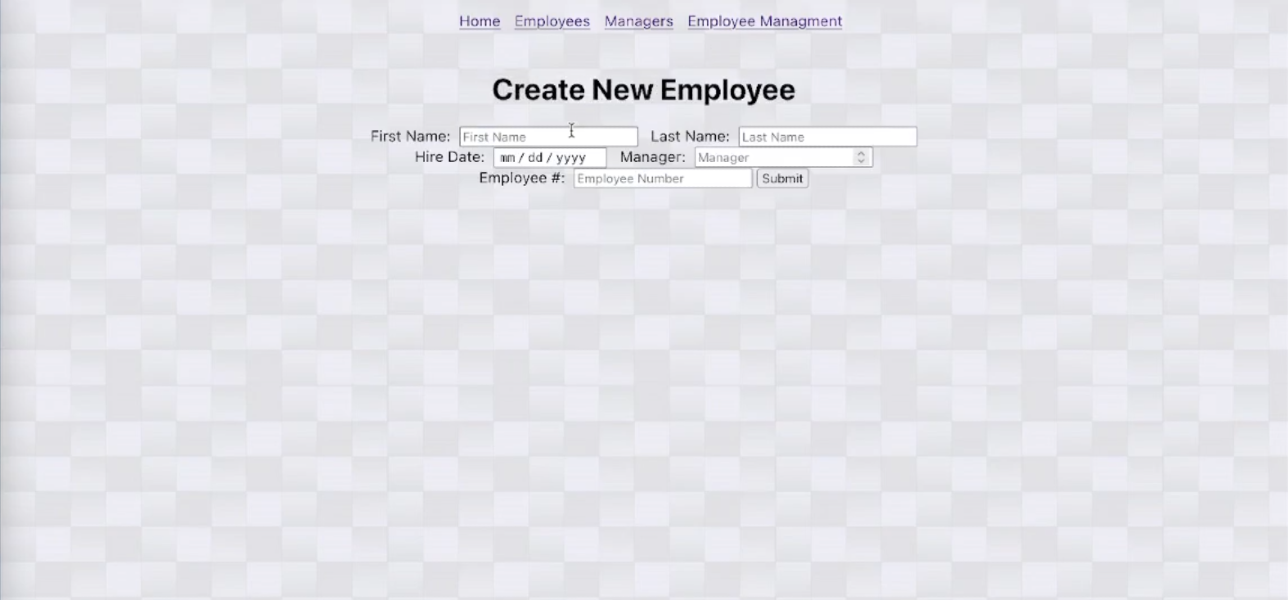 Home Employees Managers Employee Managment
Create New Employee
First Name: First Name Last Name: Last Name
Hire Date: mm / dd / yyyy Manager: Manager
Employee #: Employee Number Submit